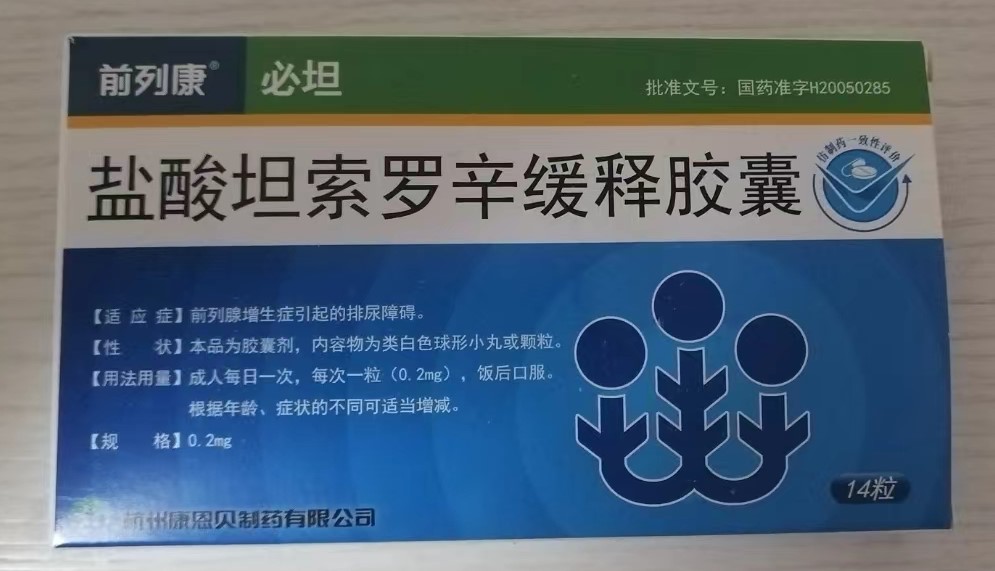 前列康®
必坦
批准文号：国药准字H20050285
盐酸坦索罗辛缓释胶囊
仿制药一致性评价
【适 应 症】前列腺增生症引起的排尿障碍。
【性　　状】本品为胶囊剂，内容物为类白色球形小丸或颗粒。
【用法用量】成人每日一次，每次一粒（0.2mg），饭后口服。
根据年龄、症状的不同可适当增减。
【规　　格】0.2mg
14粒
杭州康恩贝制药有限公司